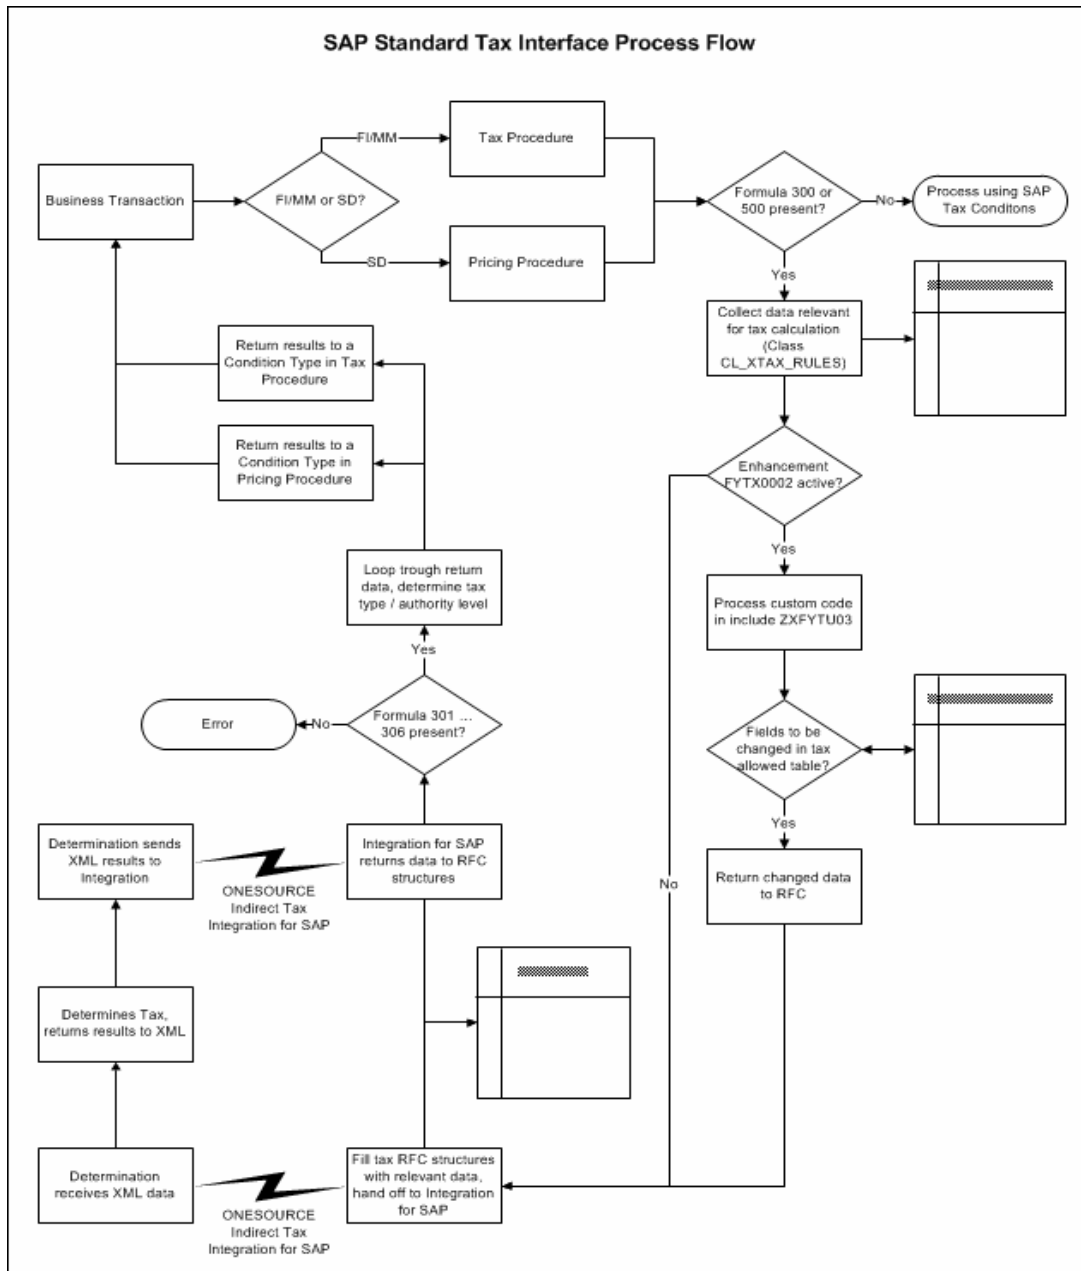 SAP Standard Tax Interface Process Flow
Business Transaction
FI/MM or SD?
FI/MM
SD
Tax Procedure
Pricing Procedure
Formula 300 or
500 present?
No
Process using SAP
Tax Conditons
Yes
Collect data relevant
for tax calculation
(Class
CL_XTAX_RULES)
Enhancement
FYTX0002 active?
Yes
Process custom code
in include ZXFYTU03
Fields to be
changed in tax
allowed table?
Yes
No
Return changed data
to RFC
Return results to a
Condition Type in Tax
Procedure
Return results to a
Condition Type in
Pricing Procedure
Loop trough return
data, determine tax
type / authority level
Yes
Formula 301 ...
306 present?
No
Error
Determination sends
XML results to
Integration
ONESOURCE
Indirect Tax
Integration for SAP
Integration for SAP
returns data to RFC
structures
Determines Tax,
returns results to XML
Determination
receives XML data
ONESOURCE
Indirect Tax
Integration for SAP
Fill tax RFC structures
with relevant data,
hand off to Integration
for SAP